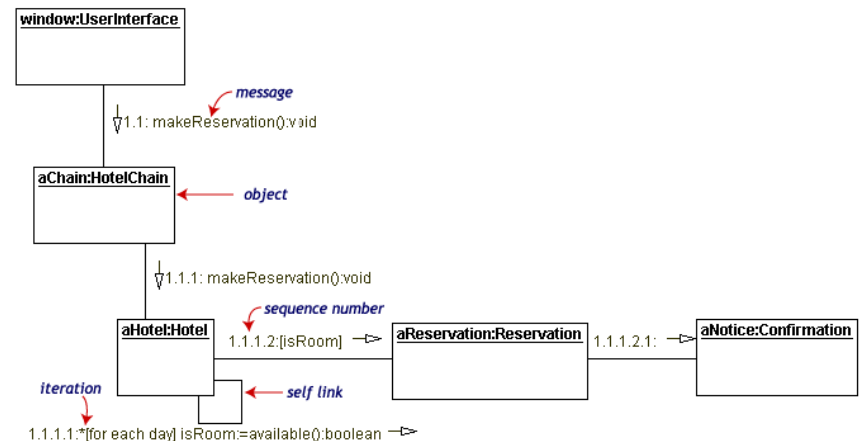 window:UserInterface
message
1.1: makeReservation():void
aChain:HotelChain
object
1.1.1: makeReservation():void
sequence number
aHotel:Hotel
1.1.1.2:[isRoom]
aReservation:Reservation
1.1.1.2.1:
aNotice:Confirmation
iteration
self link
1.1.1.1:*[for each day] isRoom:=available():boolean